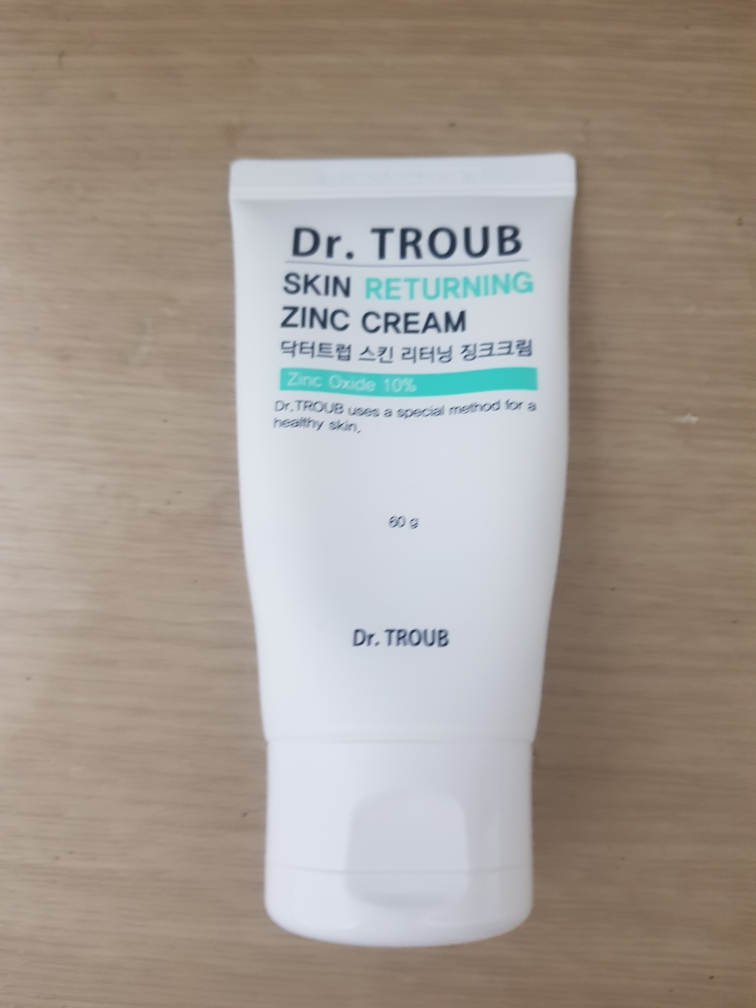 Dr. TROUB
SKIN RETURNING
ZINC CREAM
닥터트럽 스킨 리터닝 징크크림
Zinc Oxide 10%
Dr.TROUB uses a special method for a
healthy skin.
60 g
Dr. TROUB